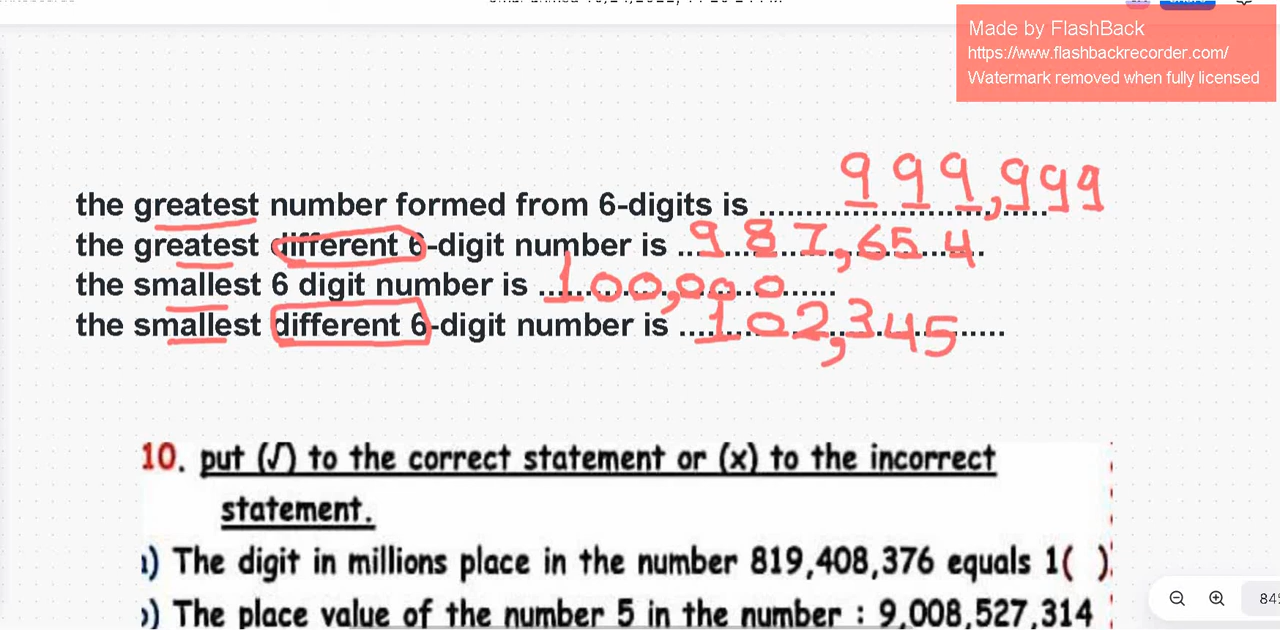 Made by FlashBack
https://www.flashbackrecorder.com/
Watermark removed when fully licensed
the greatest number formed from 6-digits is ........................... 999,999
the greatest different 6-digit number is ...987,654...
the smallest 6 digit number is ...100,000......
the smallest different 6-digit number is ....102,345......
10. put (√) to the correct statement or (x) to the incorrect
statement.
) The digit in millions place in the number 819,408,376 equals 1( ).
) The place value of the number 5 in the number : 9,008,527,314
84